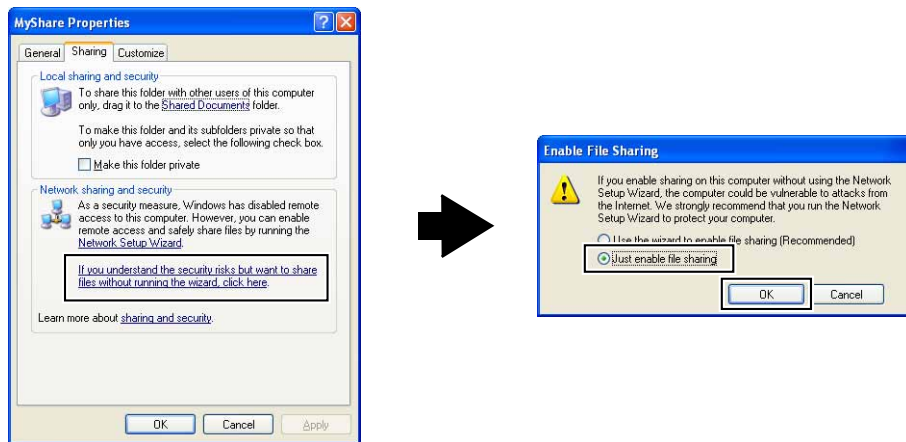 MyShare Properties
General Sharing Customize
Local sharing and security
To share this folder with other users of this computer
only, drag it to the Shared Documents folder.
To make this folder and its subfolders private so that
only you have access, select the following check box.
Make this folder private
Network sharing and security
As a security measure, Windows has disabled remote
access to this computer. However, you can enable
remote access and safely share files by running the
Network Setup Wizard.
If you understand the security risks but want to share
files without running the wizard, click here.
Learn more about sharing and security.
OK Cancel Apply
Enable File Sharing
If you enable sharing on this computer without using the Network
Setup Wizard, the computer could be vulnerable to attacks from
the Internet. We strongly recommend that you run the Network
Setup Wizard to protect your computer.
Use the wizard to enable file sharing (Recommended)
Just enable file sharing
OK Cancel